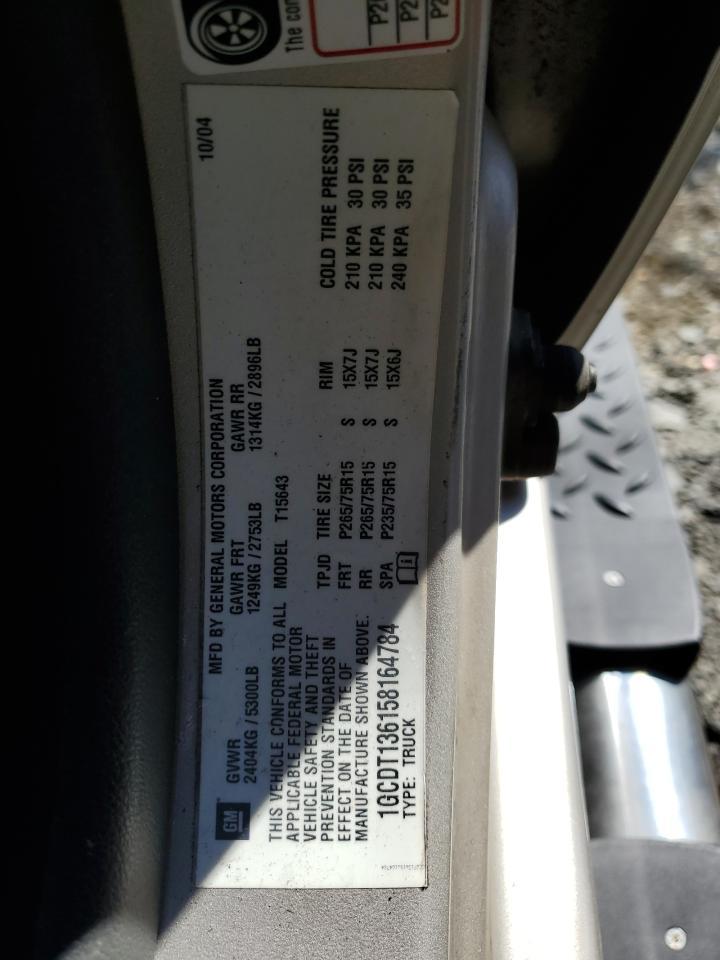 The con
P2
P2
P2
10/04
MFD BY GENERAL MOTORS CORPORATION
GVWR GAWR FRT GAWR RR
2404KG / 5300LB 1249KG / 2753LB 1314KG / 2896LB
THIS VEHICLE CONFORMS TO ALL
APPLICABLE FEDERAL MOTOR
VEHICLE SAFETY AND THEFT
PREVENTION STANDARDS IN
EFFECT ON THE DATE OF
MANUFACTURE SHOWN ABOVE.
MODEL T15643
TPJD TIRE SIZE RIM COLD TIRE PRESSURE
FRT P265/75R15 S 15X7J 210 KPA 30 PSI
RR P265/75R15 S 15X7J 210 KPA 30 PSI
SPA P235/75R15 S 15X6J 240 KPA 35 PSI
1GCDT136158164784
TYPE: TRUCK
GM